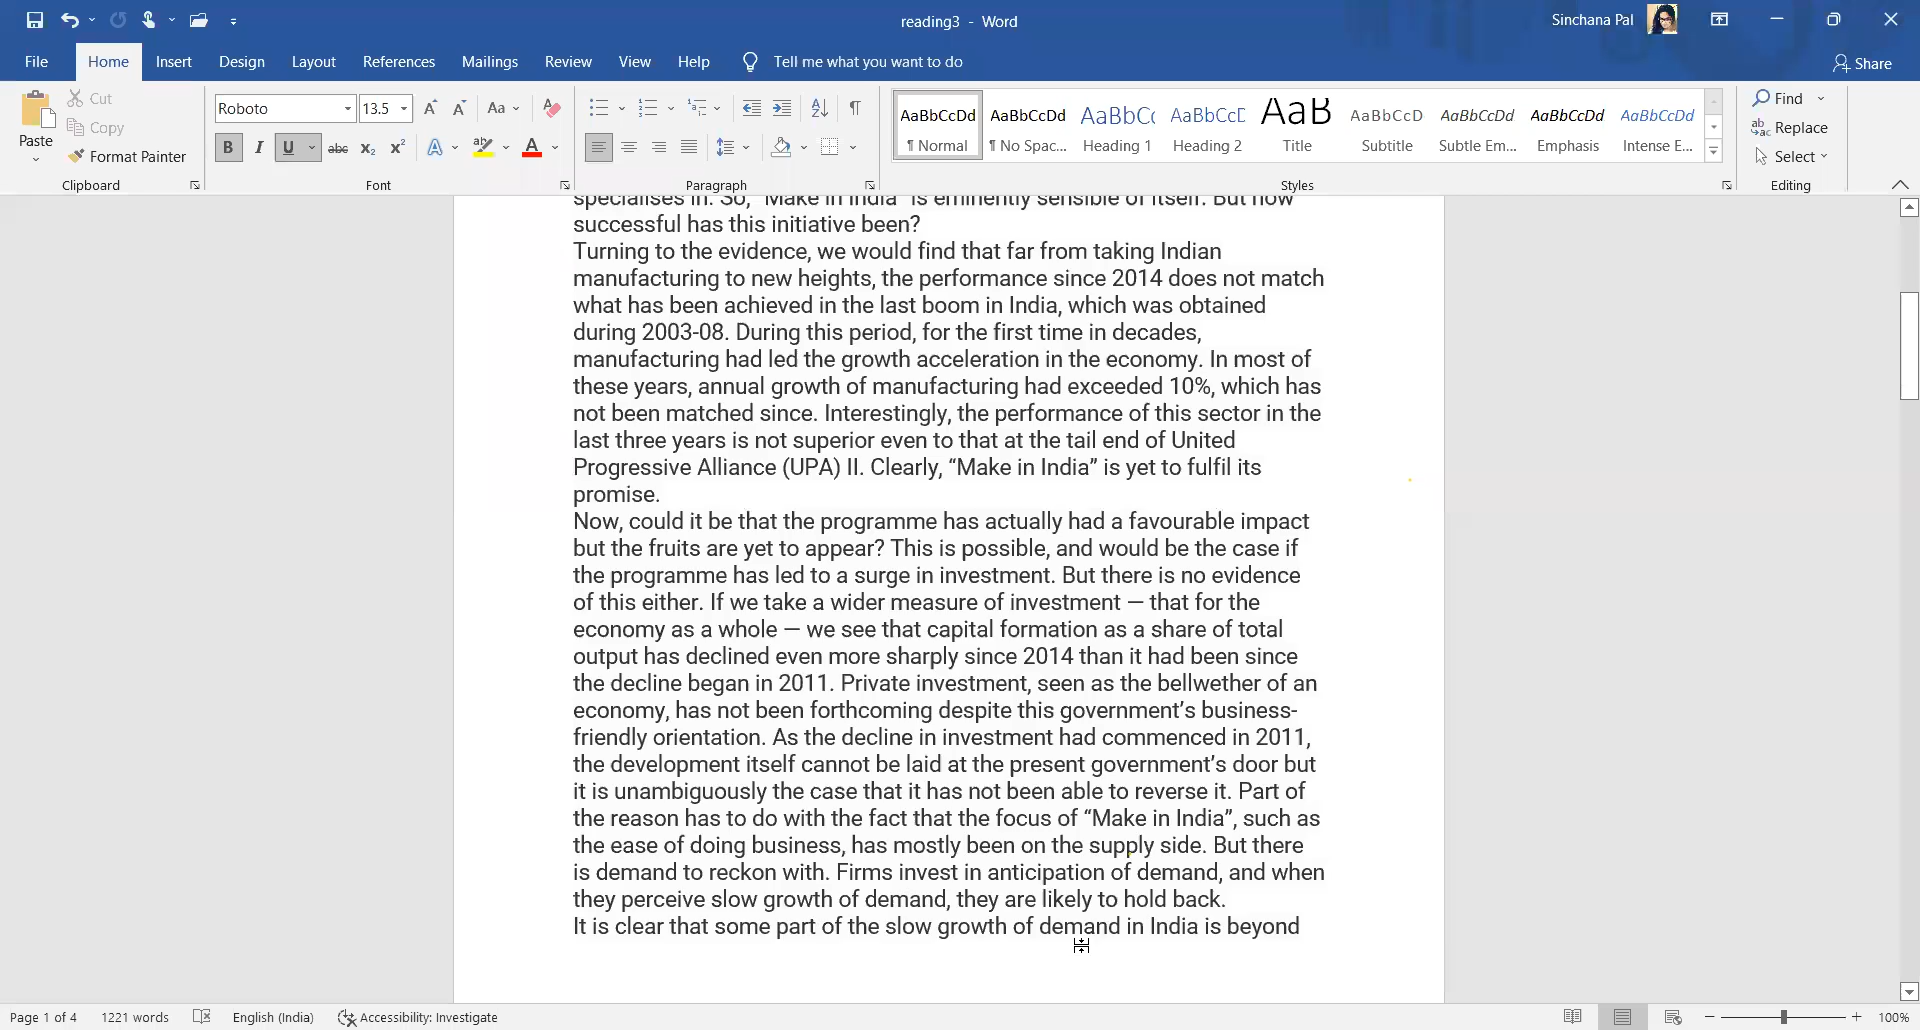 reading3 - Word
Sinchana Pal
File Home Insert Design Layout References Mailings Review View Help Tell me what you want to do Share
Paste
Cut
Copy
Format Painter
Clipboard
Roboto 13.5 Aa
B I U abc x₂ x² A A
Font
Paragraph
AaBbCcDd AaBbCcDd AaBbC AaBbCcD AaB AaBbCcD AaBbCcDd AaBbCcDd AaBbCcDd
¶ Normal ¶ No Spac... Heading 1 Heading 2 Title Subtitle Subtle Em... Emphasis Intense E...
Styles
Find
Replace
Select
Editing
specialises in. So, “Make in India” is eminently sensible of itself. But how
successful has this initiative been?
Turning to the evidence, we would find that far from taking Indian
manufacturing to new heights, the performance since 2014 does not match
what has been achieved in the last boom in India, which was obtained
during 2003-08. During this period, for the first time in decades,
manufacturing had led the growth acceleration in the economy. In most of
these years, annual growth of manufacturing had exceeded 10%, which has
not been matched since. Interestingly, the performance of this sector in the
last three years is not superior even to that at the tail end of United
Progressive Alliance (UPA) II. Clearly, “Make in India” is yet to fulfil its
promise.
Now, could it be that the programme has actually had a favourable impact
but the fruits are yet to appear? This is possible, and would be the case if
the programme has led to a surge in investment. But there is no evidence
of this either. If we take a wider measure of investment — that for the
economy as a whole — we see that capital formation as a share of total
output has declined even more sharply since 2014 than it had been since
the decline began in 2011. Private investment, seen as the bellwether of an
economy, has not been forthcoming despite this government’s business-
friendly orientation. As the decline in investment had commenced in 2011,
the development itself cannot be laid at the present government’s door but
it is unambiguously the case that it has not been able to reverse it. Part of
the reason has to do with the fact that the focus of “Make in India”, such as
the ease of doing business, has mostly been on the supply side. But there
is demand to reckon with. Firms invest in anticipation of demand, and when
they perceive slow growth of demand, they are likely to hold back.
It is clear that some part of the slow growth of demand in India is beyond
Page 1 of 4 1221 words English (India) Accessibility: Investigate 100%